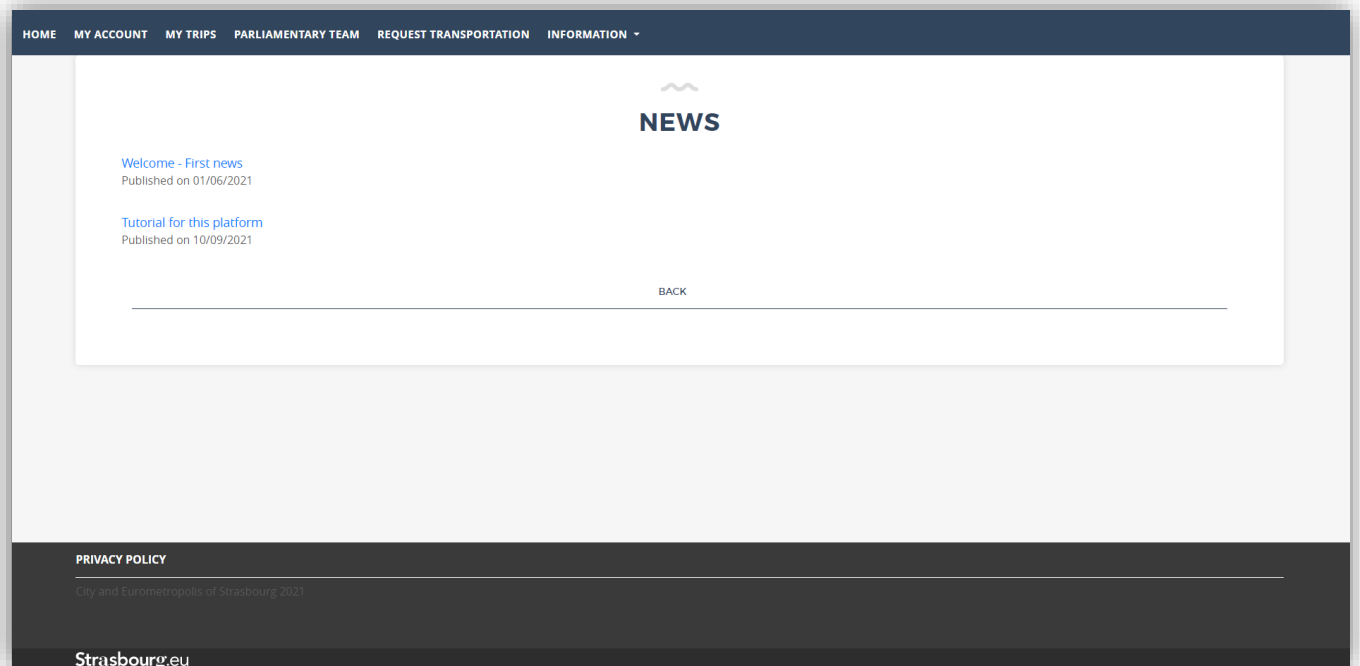 HOME MY ACCOUNT MY TRIPS PARLIAMENTARY TEAM REQUEST TRANSPORTATION INFORMATION
NEWS
Welcome - First news
Published on 01/06/2021
Tutorial for this platform
Published on 10/09/2021
BACK
PRIVACY POLICY
City and Eurometropolis of Strasbourg 2021
Strasbourg.eu